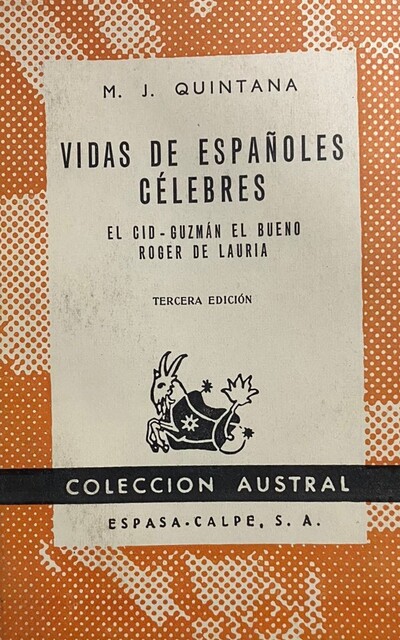 M. J. QUINTANA
VIDAS DE ESPAÑOLES
CÉLEBRES
EL CID - GUZMÁN EL BUENO
ROGER DE LAURIA
TERCERA EDICIÓN
COLECCION AUSTRAL
ESPASA-CALPE, S. A.